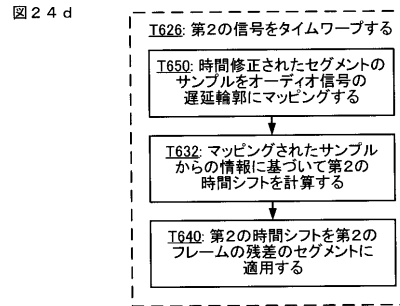 図２４ｄ
T626: 第2の信号をタイムワープする
T650: 時間修正されたセグメントの
サンプルをオーディオ信号の
遅延輪郭にマッピングする
T632: マッピングされたサンプル
からの情報に基づいて第2の
時間シフトを計算する
T640: 第2の時間シフトを第2の
フレームの残差のセグメントに
適用する